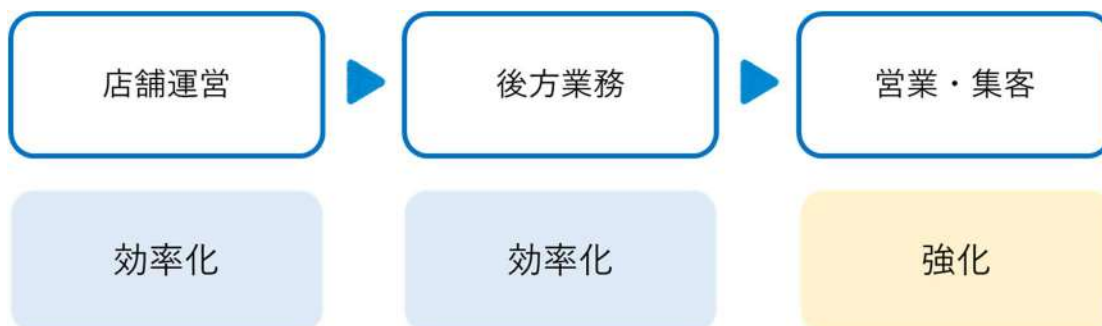 店舗運営
後方業務
営業・集客
効率化
効率化
強化